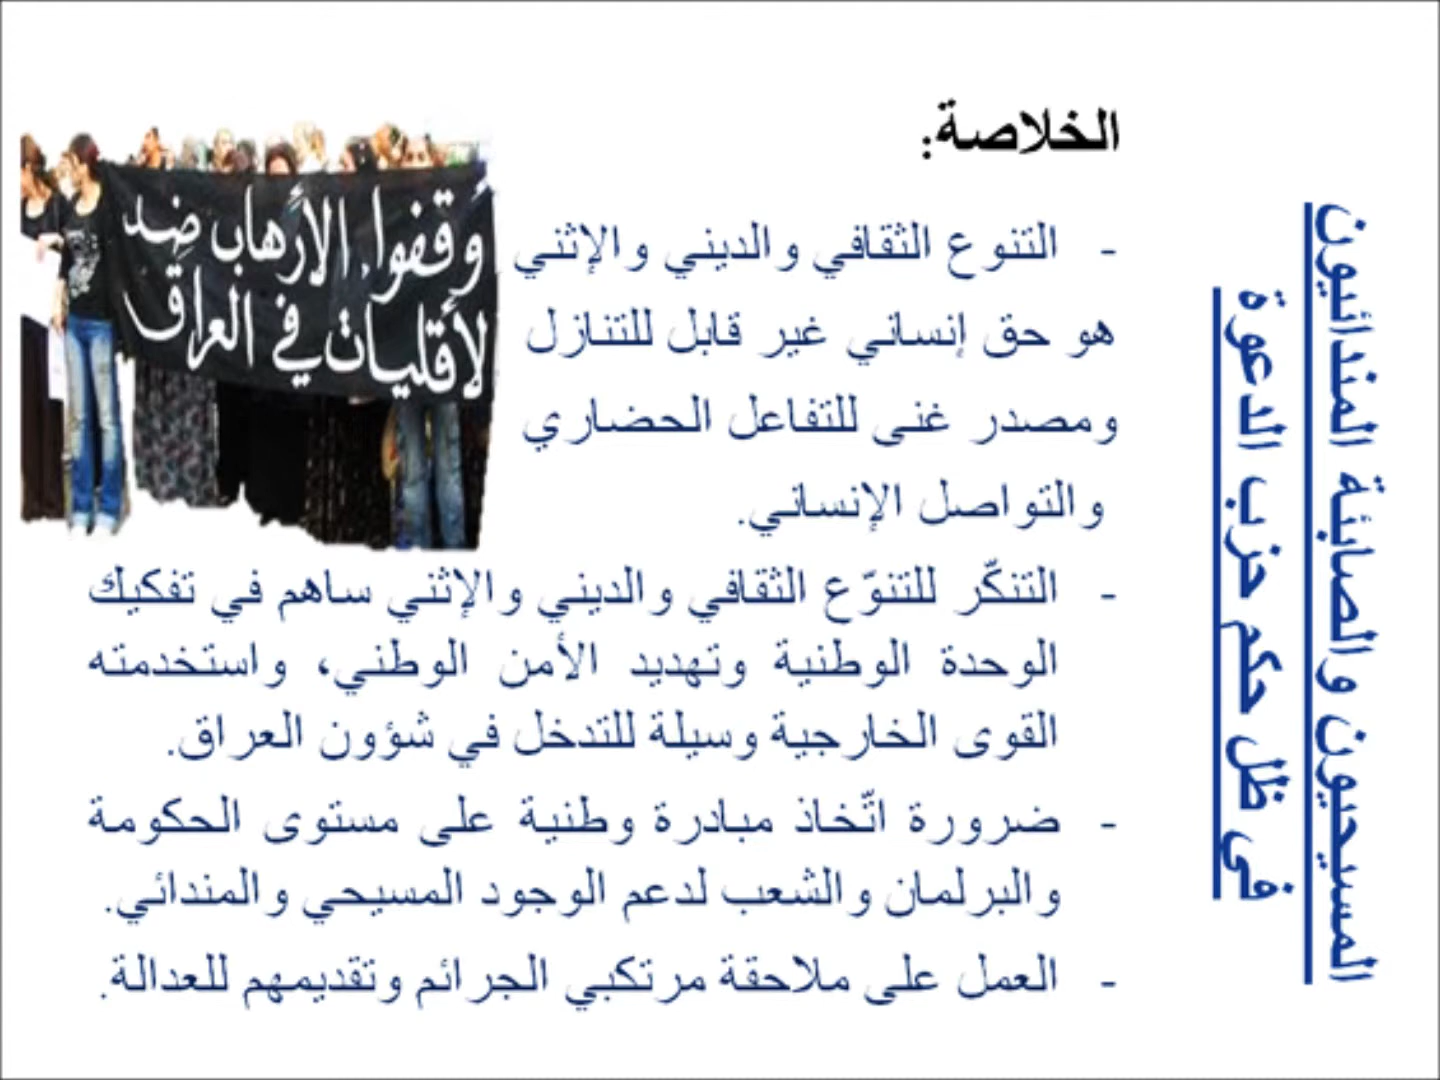 الخلاصة:
- التنوع الثقافي والديني والإثني
هو حق إنساني غير قابل للتنازل
ومصدر غنى للتفاعل الحضاري
والتواصل الإنساني.
- التنكّر للتنوّع الثقافي والديني والإثني ساهم في تفكيك
الوحدة الوطنية وتهديد الأمن الوطني، واستخدمته
القوى الخارجية وسيلة للتدخل في شؤون العراق.
- ضرورة اتّخاذ مبادرة وطنية على مستوى الحكومة
والبرلمان والشعب لدعم الوجود المسيحي والمندائي.
- العمل على ملاحقة مرتكبي الجرائم وتقديمهم للعدالة.
المسيحيون والصابئة المندائيون
في ظل حكم حزب الدعوة
أوقفوا الارهاب ضد
لأقليات في العراق